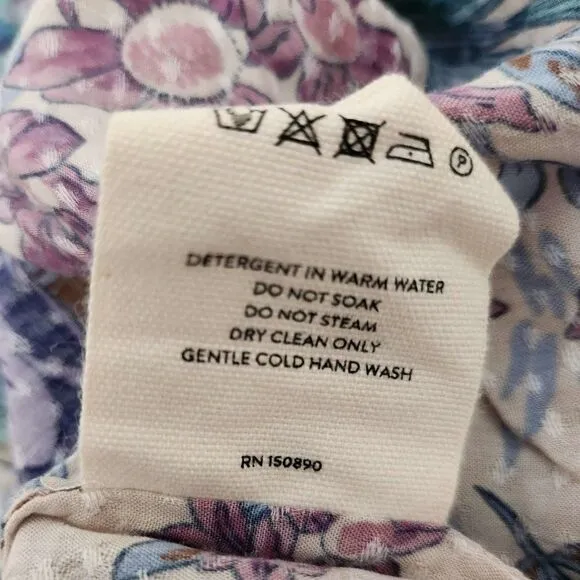 P
DETERGENT IN WARM WATER
DO NOT SOAK
DO NOT STEAM
DRY CLEAN ONLY
GENTLE COLD HAND WASH
RN 150890